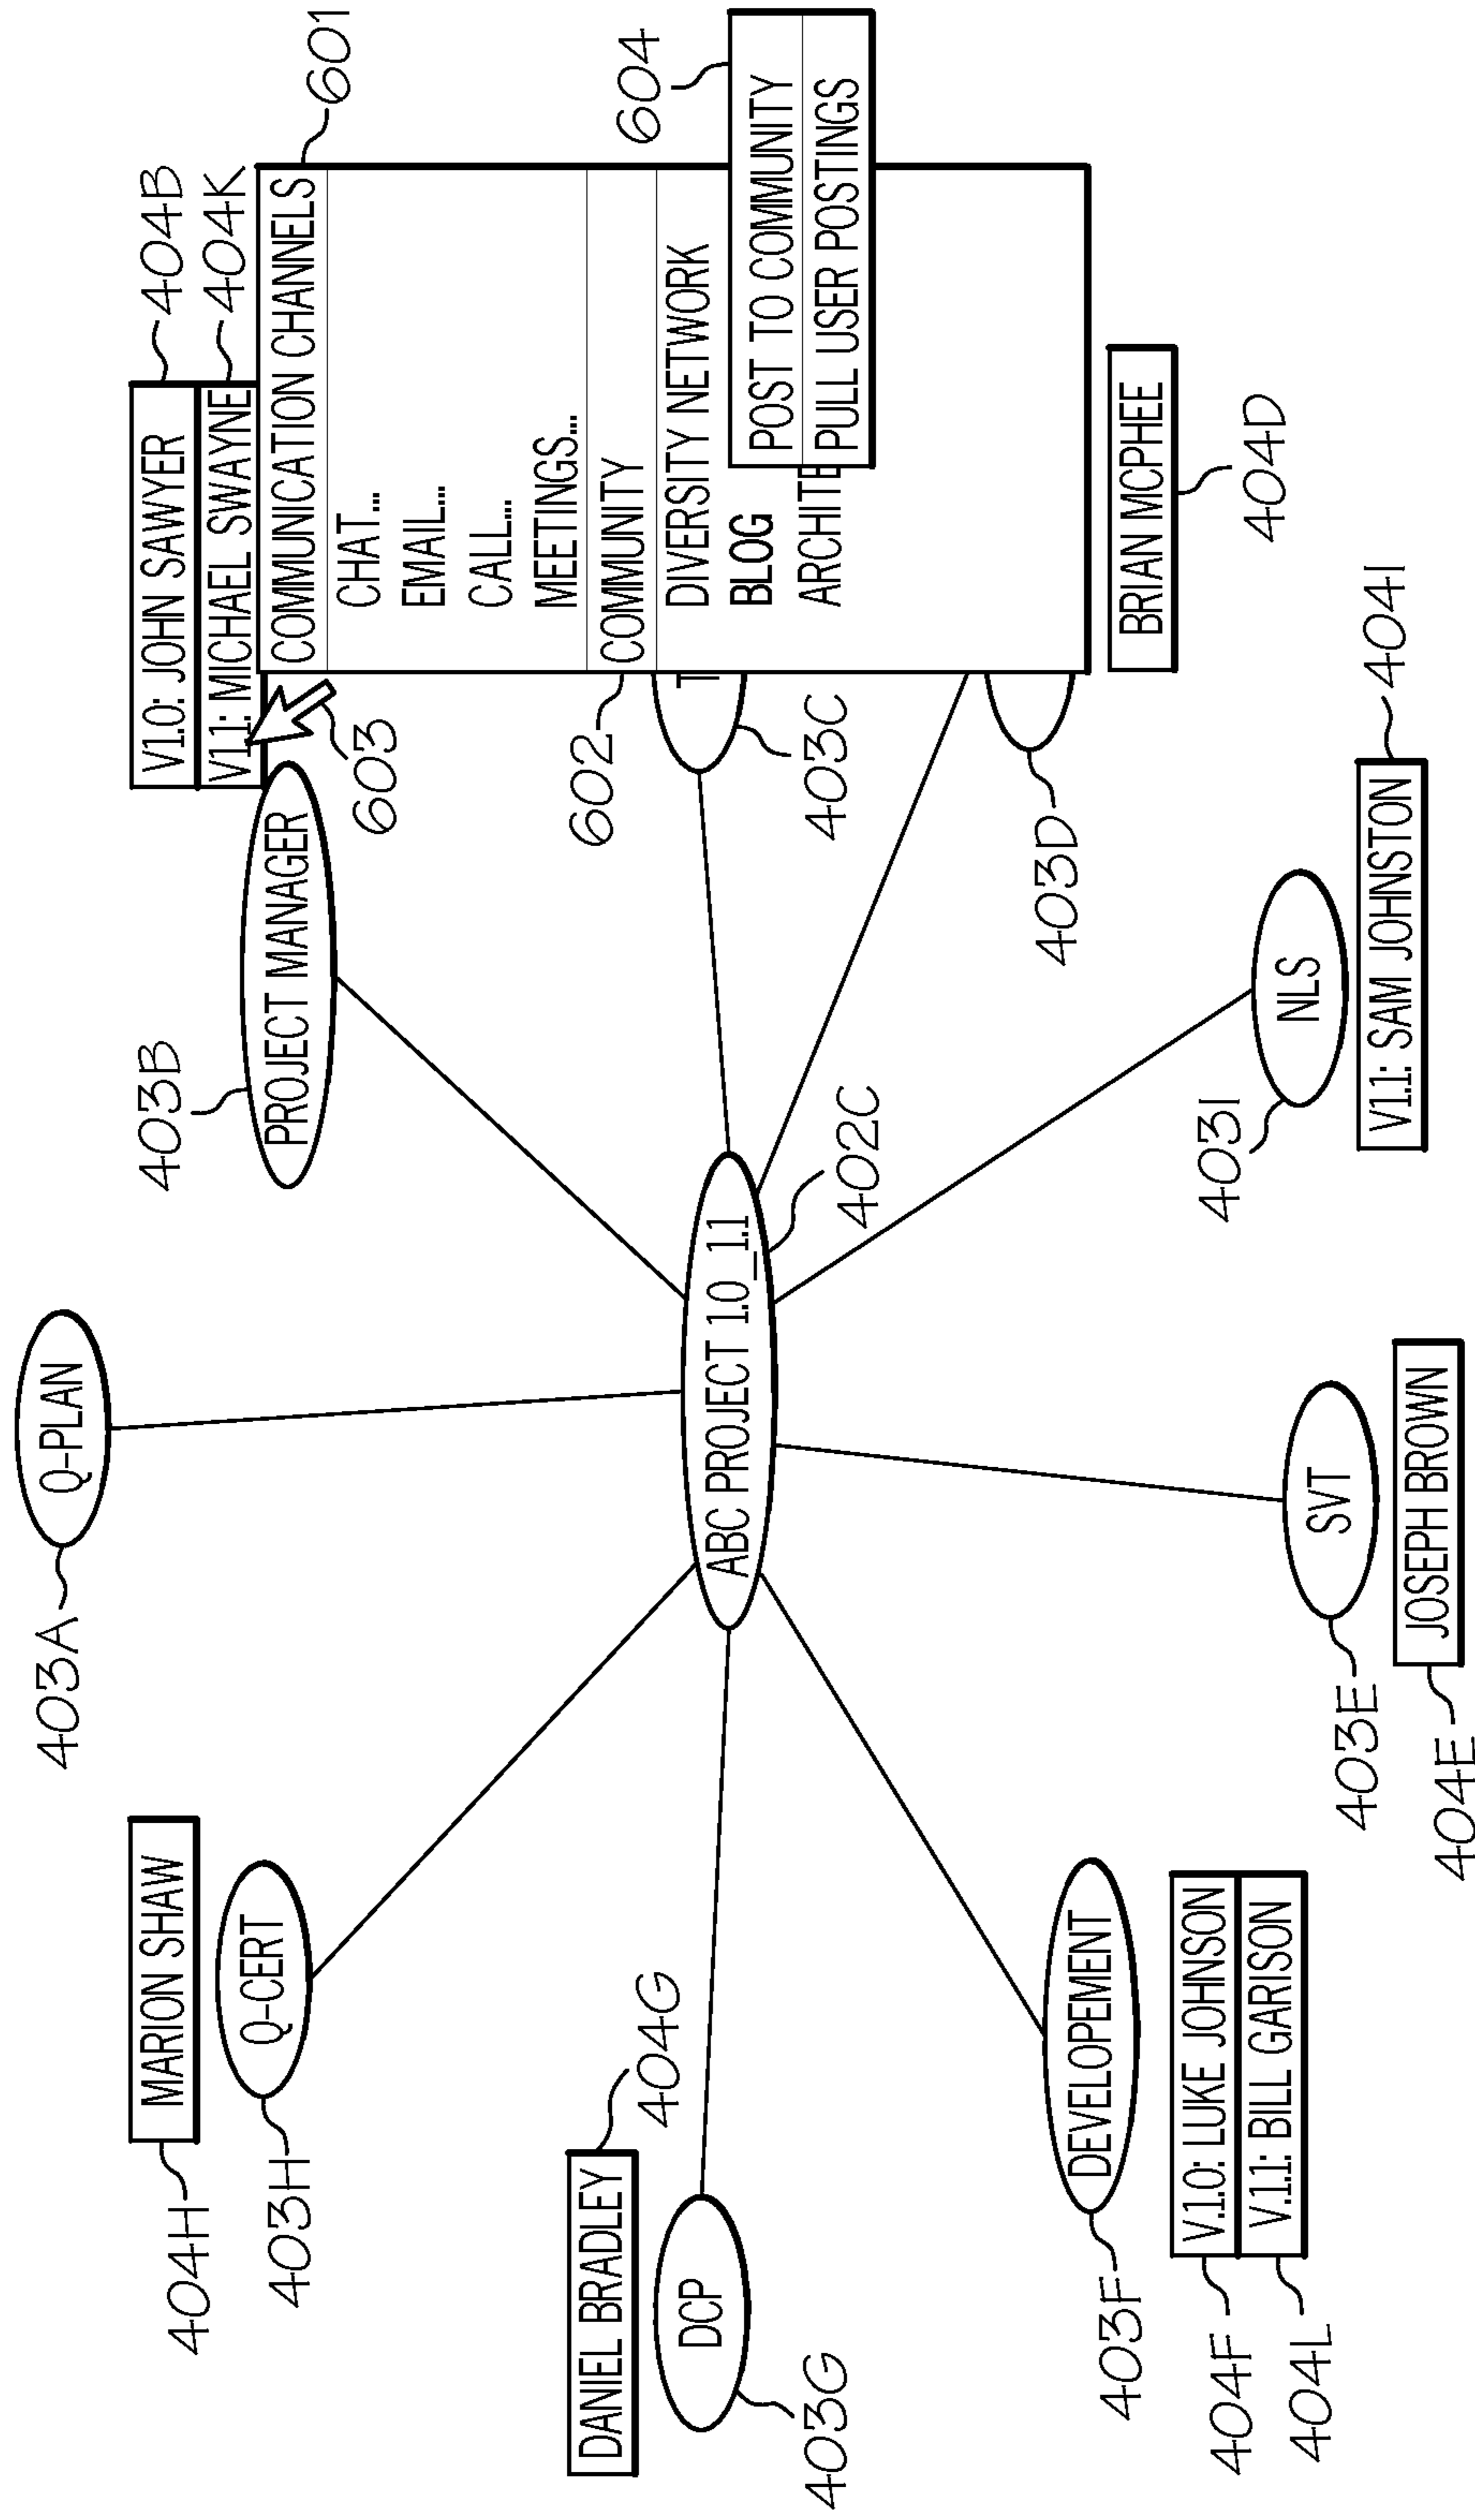 404B
V1.0: JOHN SAWYER
404K
V1.1: MICHAEL SWAYNE
601
COMMUNICATION CHANNELS
CHAT...
EMAIL...
CALL...
MEETINGS...
602
COMMUNITY
DIVERSITY NETWORK
BLOG
ARCHITE
604
POST TO COMMUNITY
PULL USER POSTINGS
603
403A
Q-PLAN
403B
PROJECT MANAGER
404H
MARION SHAW
403H
Q-CERT
DANIEL BRADLEY
404G
DCP
403G
ABC PROJECT 1.0_1.1
402C
T
403C
403D
BRIAN MICPHEE
404D
DEVELOPEMENT
403F
V.1.0: LUKE JOHNSON
404F
V.1.1: BILL GARISON
404L
SVT
403E
JOSEPH BROWN
404E
NLS
403I
V1.1: SAM JOHNSTON
404I